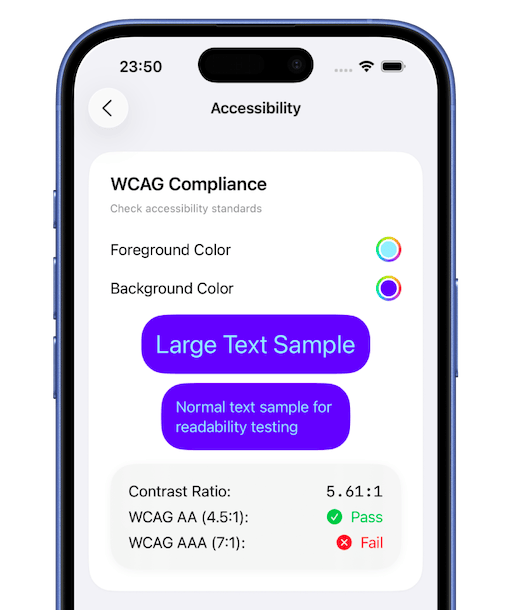 23:50
Accessibility
WCAG Compliance
Check accessibility standards
Foreground Color
Background Color
Large Text Sample
Normal text sample for
readability testing
Contrast Ratio: 5.61:1
WCAG AA (4.5:1): Pass
WCAG AAA (7:1): Fail